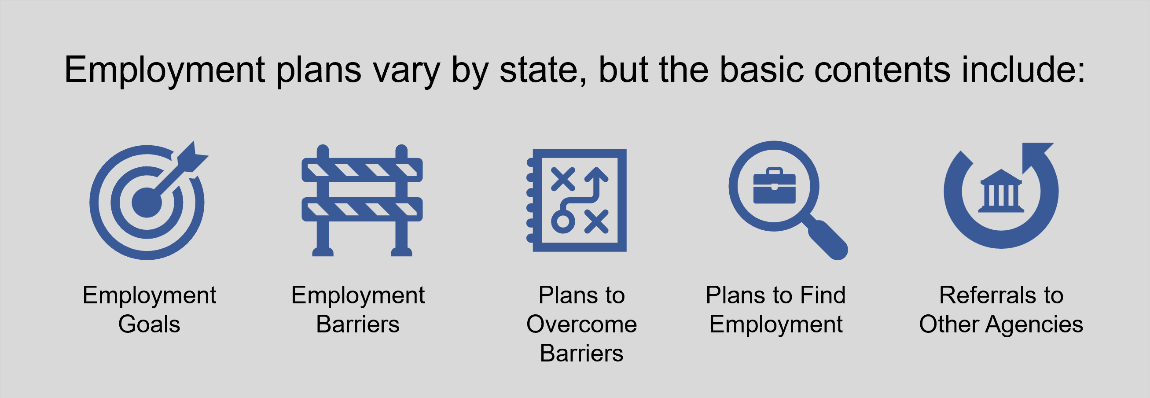 Employment plans vary by state, but the basic contents include:
Employment
Goals
Employment
Barriers
Plans to
Overcome
Barriers
Plans to Find
Employment
Referrals to
Other Agencies